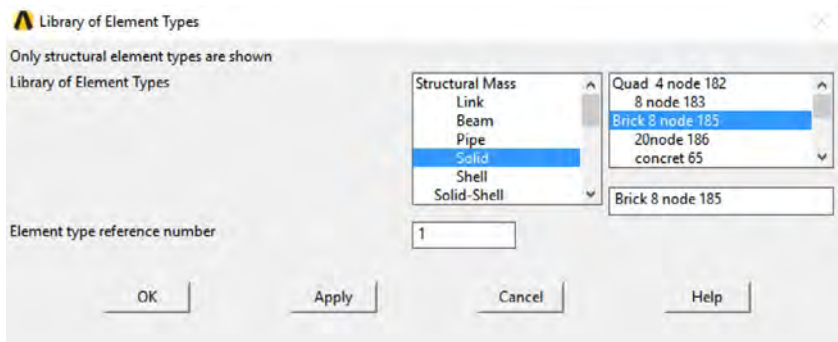 Library of Element Types
Only structural element types are shown
Library of Element Types
Structural Mass
Link
Beam
Pipe
Solid
Shell
Solid-Shell
Quad 4 node 182
8 node 183
Brick 8 node 185
20node 186
concret 65
Brick 8 node 185
Element type reference number
1
OK
Apply
Cancel
Help